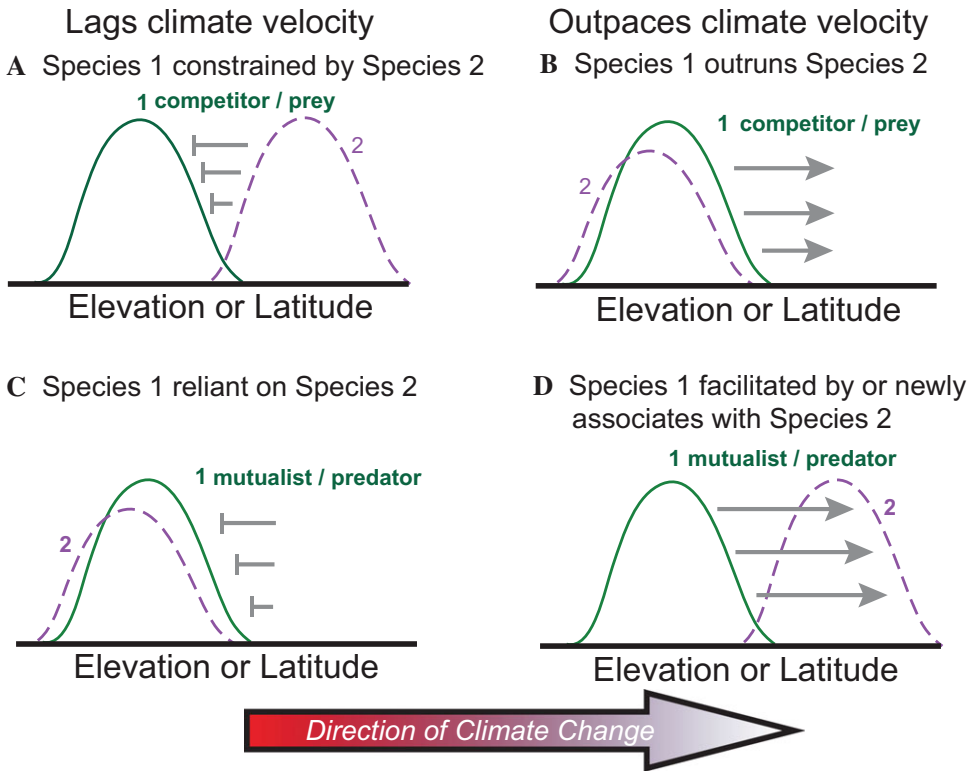 Lags climate velocity
Outpaces climate velocity
A Species 1 constrained by Species 2
1 competitor / prey
2
Elevation or Latitude
B Species 1 outruns Species 2
1 competitor / prey
2
Elevation or Latitude
C Species 1 reliant on Species 2
1 mutualist / predator
2
Elevation or Latitude
D Species 1 facilitated by or newly
associates with Species 2
1 mutualist / predator
2
Elevation or Latitude
Direction of Climate Change